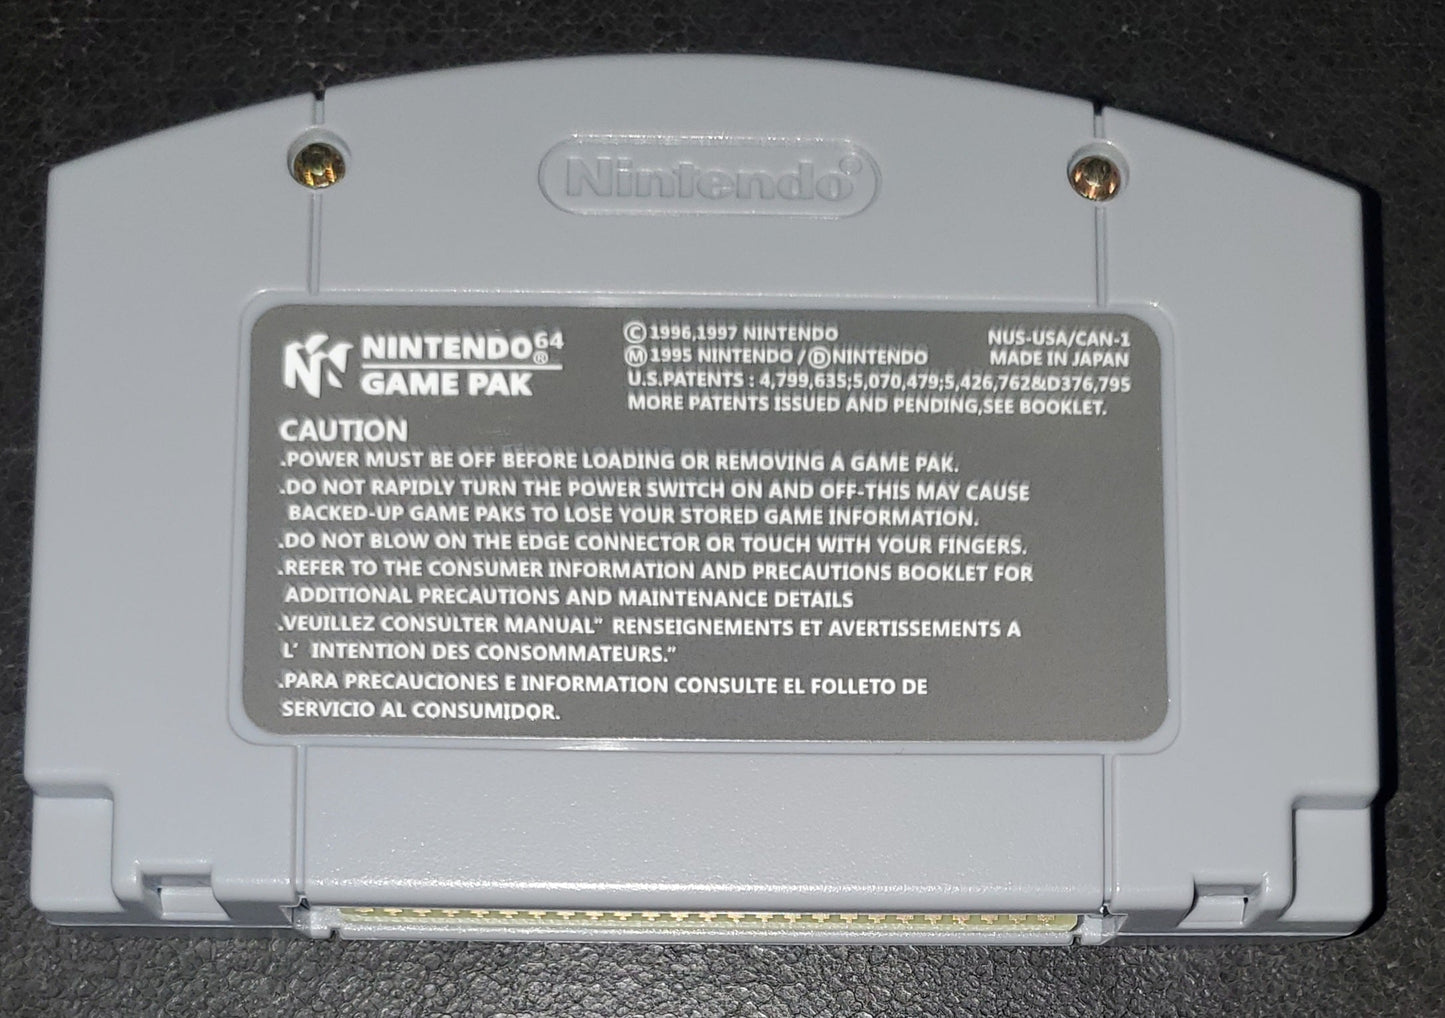 Nintendo®
NINTENDO 64®
GAME PAK
©1996,1997 NINTENDO
Ⓜ1995 NINTENDO /ⒹNINTENDO
U.S.PATENTS : 4,799,635;5,070,479;5,426,762&D376,795
MORE PATENTS ISSUED AND PENDING,SEE BOOKLET.
NUS-USA/CAN-1
MADE IN JAPAN
CAUTION
.POWER MUST BE OFF BEFORE LOADING OR REMOVING A GAME PAK.
.DO NOT RAPIDLY TURN THE POWER SWITCH ON AND OFF-THIS MAY CAUSE
BACKED-UP GAME PAKS TO LOSE YOUR STORED GAME INFORMATION.
.DO NOT BLOW ON THE EDGE CONNECTOR OR TOUCH WITH YOUR FINGERS.
.REFER TO THE CONSUMER INFORMATION AND PRECAUTIONS BOOKLET FOR
ADDITIONAL PRECAUTIONS AND MAINTENANCE DETAILS
.VEUILLEZ CONSULTER MANUAL" RENSEIGNEMENTS ET AVERTISSEMENTS A
L' INTENTION DES CONSOMMATEURS."
.PARA PRECAUCIONES E INFORMATION CONSULTE EL FOLLETO DE
SERVICIO AL CONSUMIDOR.